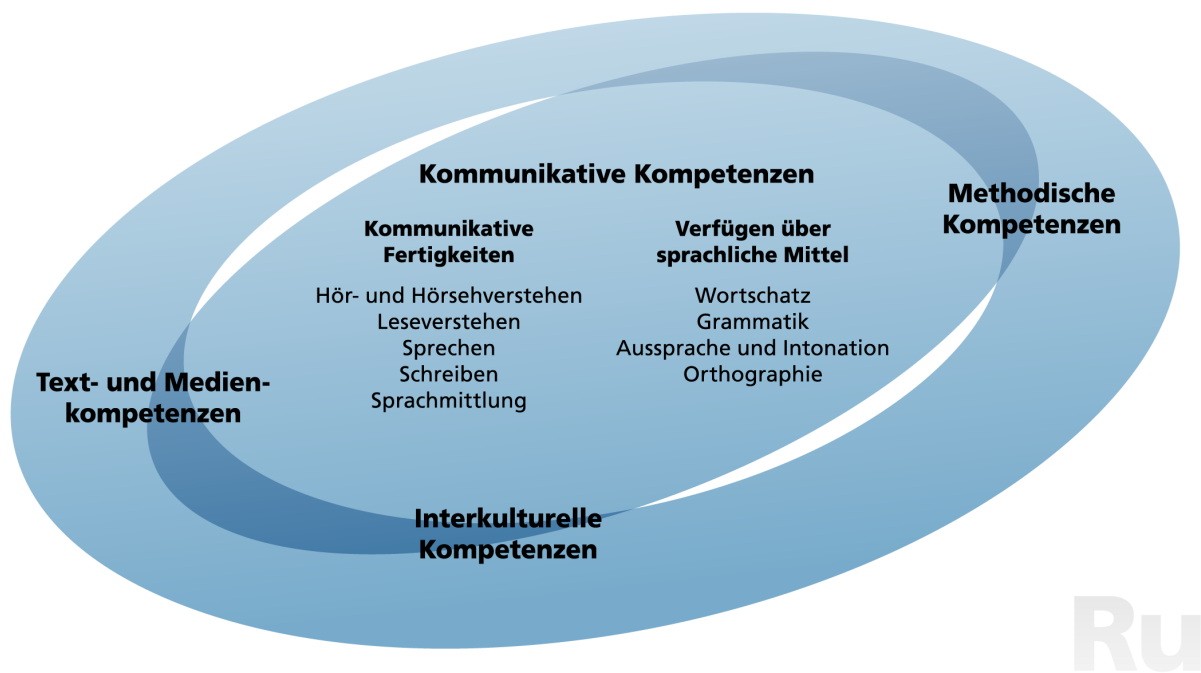 Kommunikative Kompetenzen
Kommunikative
Fertigkeiten
Hör- und Hörsehverstehen
Leseverstehen
Sprechen
Schreiben
Sprachmittlung
Verfügen über
sprachliche Mittel
Wortschatz
Grammatik
Aussprache und Intonation
Orthographie
Methodische
Kompetenzen
Text- und Medien-
kompetenzen
Interkulturelle
Kompetenzen
Ru